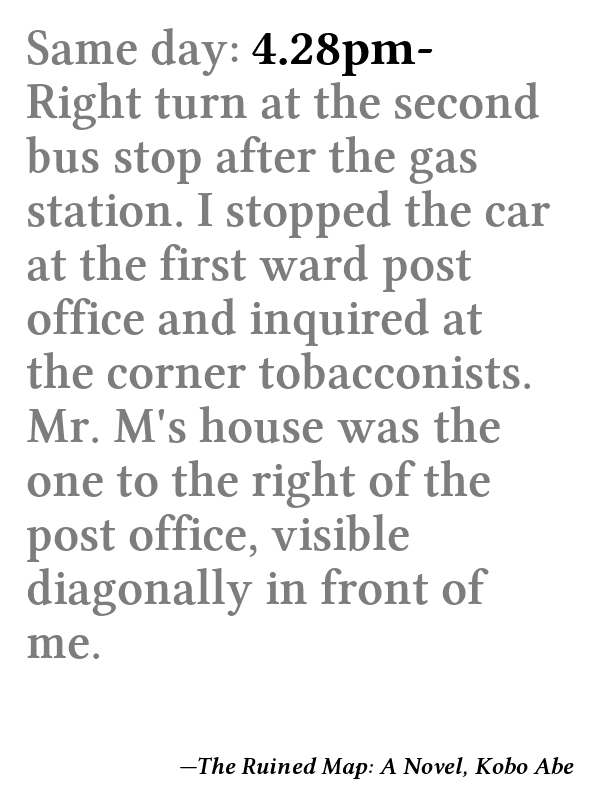 Same day: 4.28pm-
Right turn at the second
bus stop after the gas
station. I stopped the car
at the first ward post
office and inquired at
the corner tobacconists.
Mr. M's house was the
one to the right of the
post office, visible
diagonally in front of
me.
—The Ruined Map: A Novel, Kobo Abe